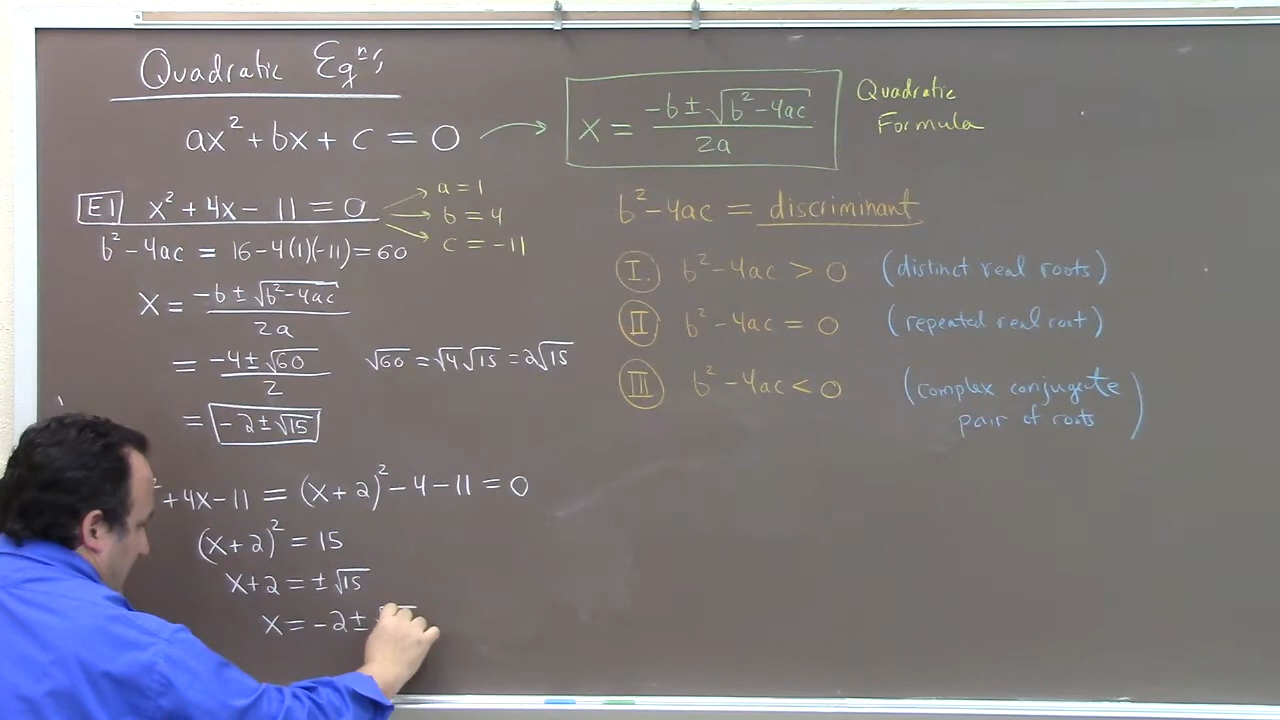 Quadratic Eqⁿˢ
ax² + bx + c = 0
x = (-b ± √(b² - 4ac)) / 2a
Quadratic
Formula
E1 x² + 4x - 11 = 0
a = 1
b = 4
c = -11
b² - 4ac = 16 - 4(1)(-11) = 60
x = (-b ± √(b² - 4ac)) / 2a
= (-4 ± √60) / 2
√60 = √4 √15 = 2√15
= -2 ± √15
² + 4x - 11 = (x + 2)² - 4 - 11 = 0
(x + 2)² = 15
x + 2 = ± √15
x = -2 ±
b² - 4ac = discriminant
I. b² - 4ac > 0 (distinct real roots)
II b² - 4ac = 0 (repeated real root)
III b² - 4ac < 0 (complex conjugate
pair of roots)